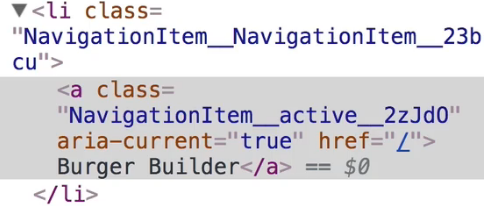 ▼<li class=
"NavigationItem__NavigationItem__23b
cu">
<a class=
"NavigationItem__active__2zJdO"
aria-current="true" href="/">
Burger Builder</a> == $0
</li>